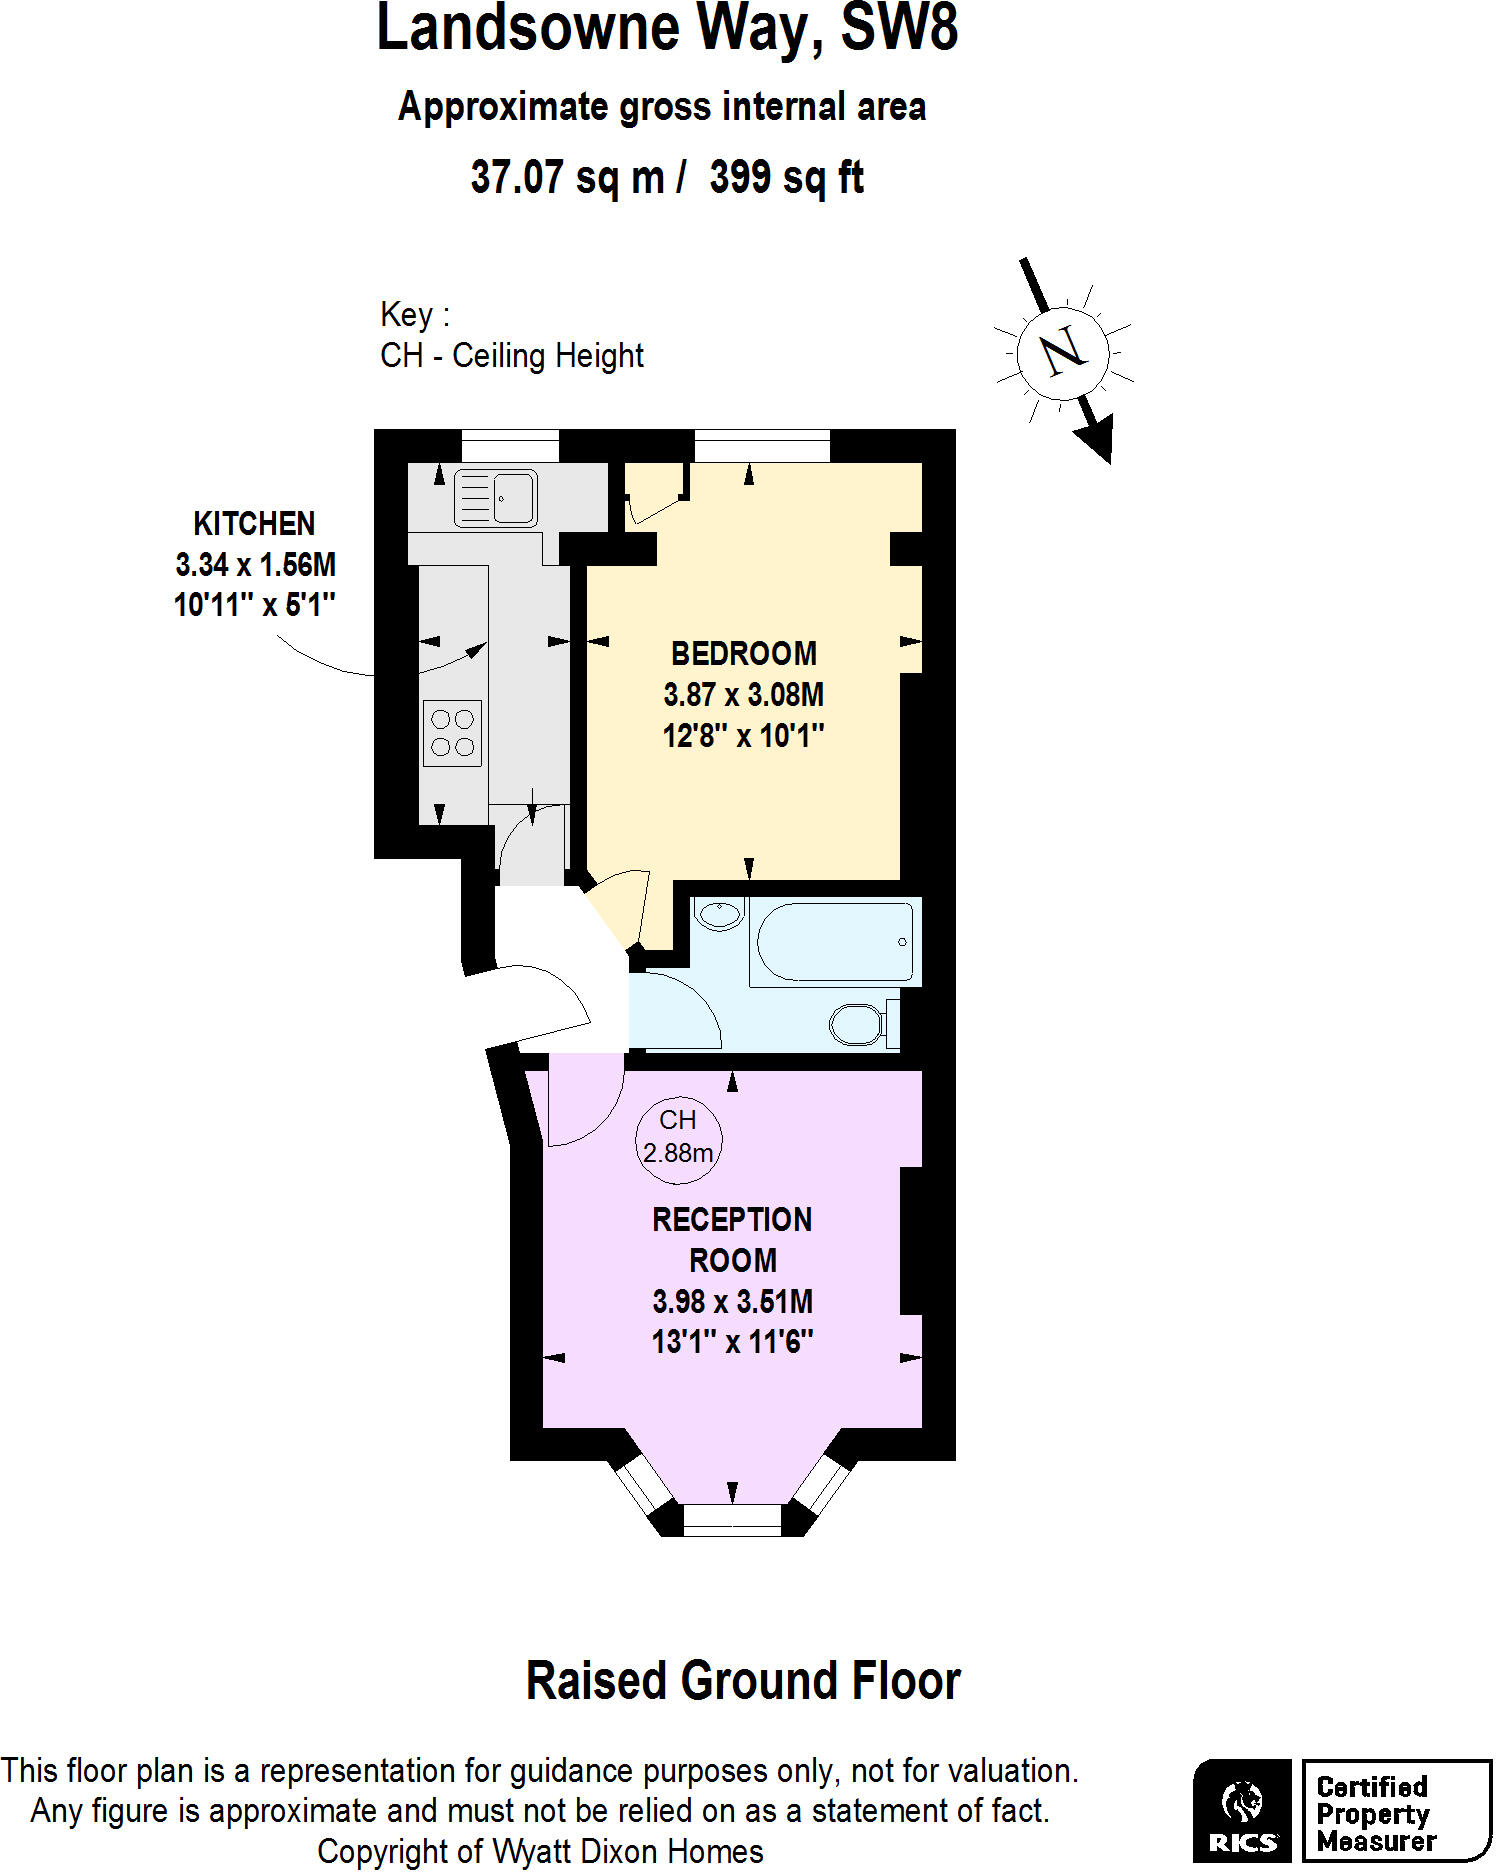 Landsowne Way, SW8
Approximate gross internal area
37.07 sq m / 399 sq ft
Key :
CH - Ceiling Height
N
KITCHEN
3.34 x 1.56M
10'11" x 5'1"
BEDROOM
3.87 x 3.08M
12'8" x 10'1"
CH
2.88m
RECEPTION
ROOM
3.98 x 3.51M
13'1" x 11'6"
Raised Ground Floor
This floor plan is a representation for guidance purposes only, not for valuation.
Any figure is approximate and must not be relied on as a statement of fact.
Copyright of Wyatt Dixon Homes
RICS
Certified
Property
Measurer